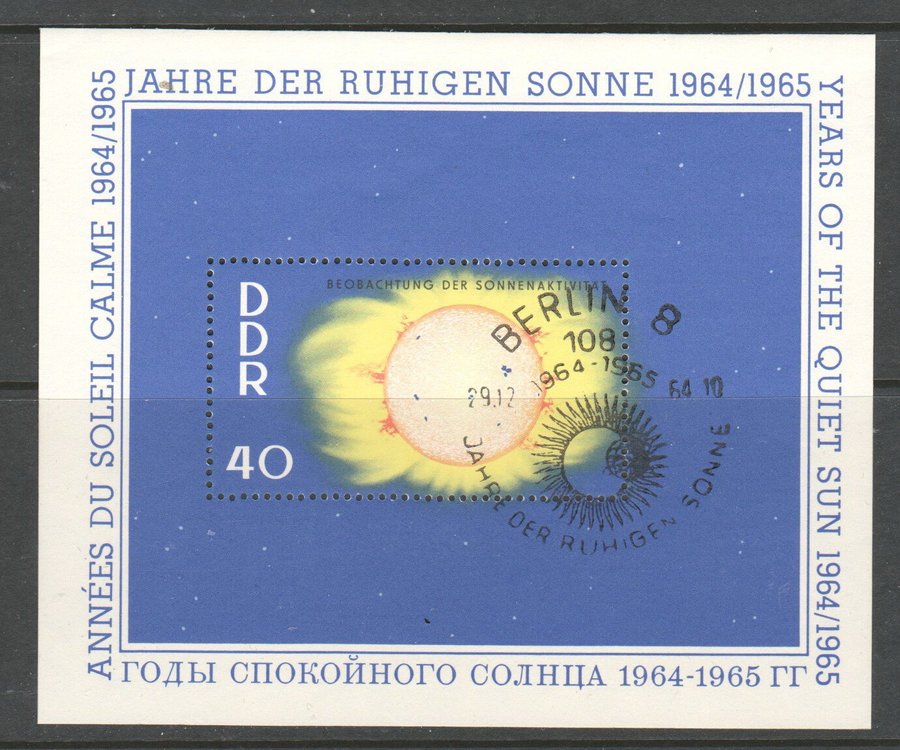 JAHRE DER RUHIGEN SONNE 1964/1965
YEARS OF THE QUIET SUN 1964/1965
ANNÉES DU SOLEIL CALME 1964/1965
ГОДЫ СПОКОЙНОГО СОЛНЦА 1964-1965 ГГ
BEOBACHTUNG DER SONNENAKTIVITÄT
DDR
40
BERLIN 8
108
1964-1965
29.12 64.10
JAHRE DER RUHIGEN SONNE